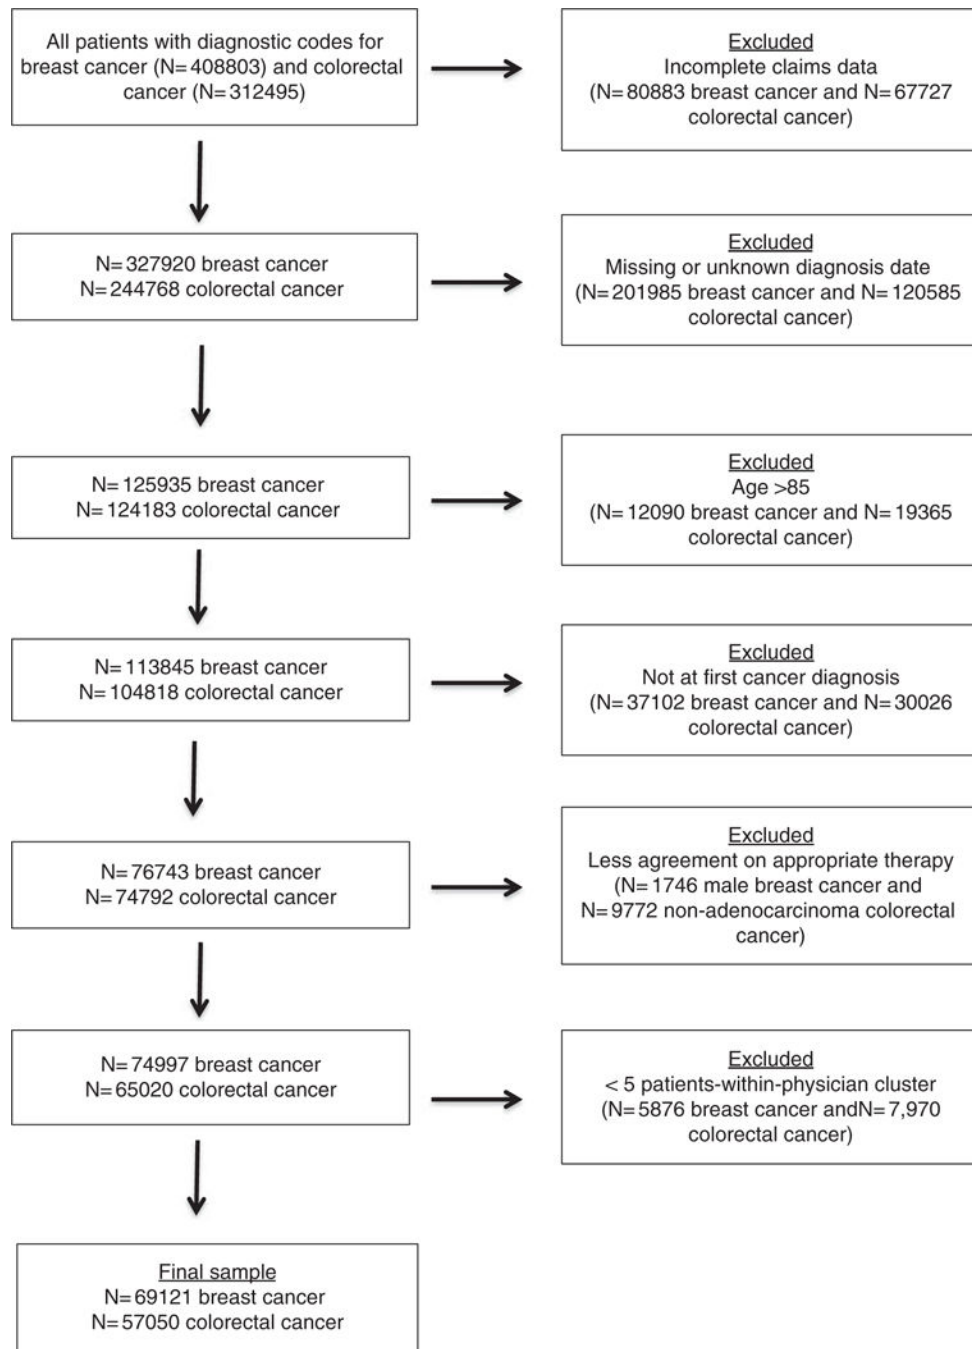 All patients with diagnostic codes for
breast cancer (N=408803) and colorectal
cancer (N=312495)
Excluded
Incomplete claims data
(N=80883 breast cancer and N=67727
colorectal cancer)
N=327920 breast cancer
N=244768 colorectal cancer
Excluded
Missing or unknown diagnosis date
(N=201985 breast cancer and N=120585
colorectal cancer)
N=125935 breast cancer
N=124183 colorectal cancer
Excluded
Age >85
(N=12090 breast cancer and N=19365
colorectal cancer)
N=113845 breast cancer
N=104818 colorectal cancer
Excluded
Not at first cancer diagnosis
(N=37102 breast cancer and N=30026
colorectal cancer)
N=76743 breast cancer
N=74792 colorectal cancer
Excluded
Less agreement on appropriate therapy
(N=1746 male breast cancer and
N=9772 non-adenocarcinoma colorectal
cancer)
N=74997 breast cancer
N=65020 colorectal cancer
Excluded
< 5 patients-within-physician cluster
(N=5876 breast cancer andN=7,970
colorectal cancer)
Final sample
N=69121 breast cancer
N=57050 colorectal cancer